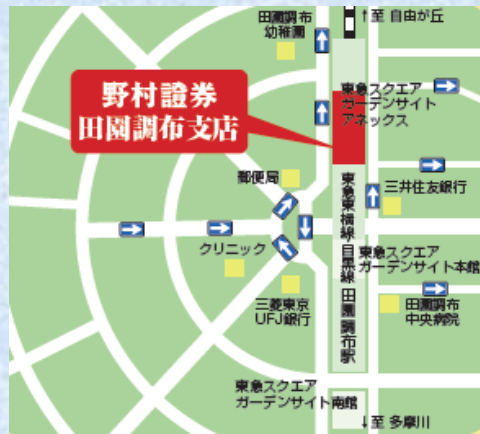 田園調布
幼稚園
↑至 自由が丘
野村證券
田園調布支店
東急スクエア
ガーデンサイト
アネックス
郵便局
三井住友銀行
東急東横線・目黒線 田園調布駅
クリニック
東急スクエア
ガーデンサイト本館
三菱東京
UFJ銀行
田園調布
中央病院
東急スクエア
ガーデンサイト南館
↓至 多摩川